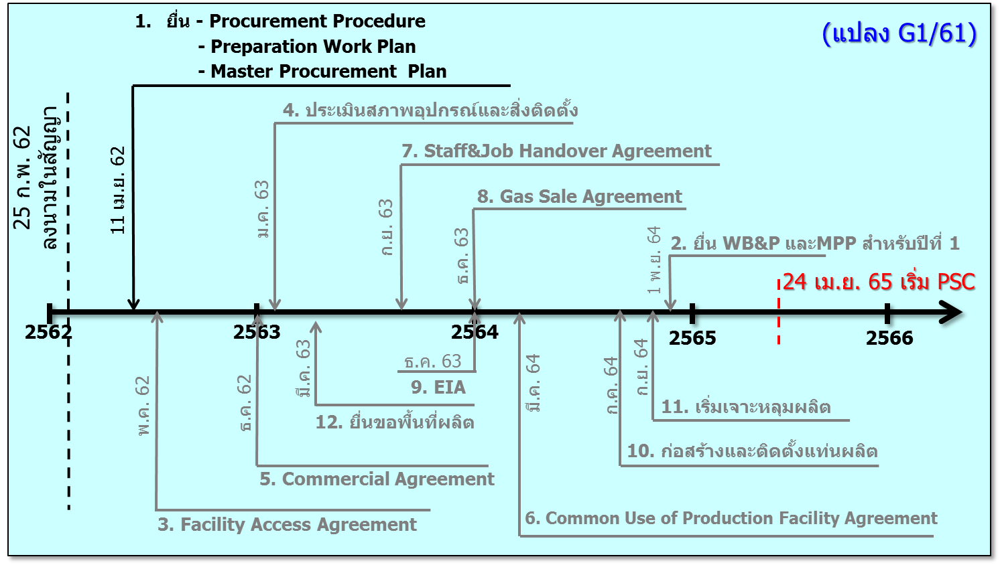 1. ยื่น - Procurement Procedure
- Preparation Work Plan
- Master Procurement Plan
(แปลง G1/61)
25 ก.พ. 62
ลงนามในสัญญา
11 เม.ย. 62
4. ประเมินสภาพอุปกรณ์และสิ่งติดตั้ง
ม.ค. 63
7. Staff&Job Handover Agreement
ก.ย. 63
8. Gas Sale Agreement
ธ.ค. 63
2. ยื่น WB&P และMPP สำหรับปีที่ 1
1 พ.ย. 64
24 เม.ย. 65 เริ่ม PSC
2562
2563
2564
2565
2566
พ.ค. 62
3. Facility Access Agreement
ธ.ค. 62
5. Commercial Agreement
มี.ค. 63
12. ยื่นขอพื้นที่ผลิต
ธ.ค. 63
9. EIA
มี.ค. 64
6. Common Use of Production Facility Agreement
ก.ค. 64
10. ก่อสร้างและติดตั้งแท่นผลิต
ก.ย. 64
11. เริ่มเจาะหลุมผลิต